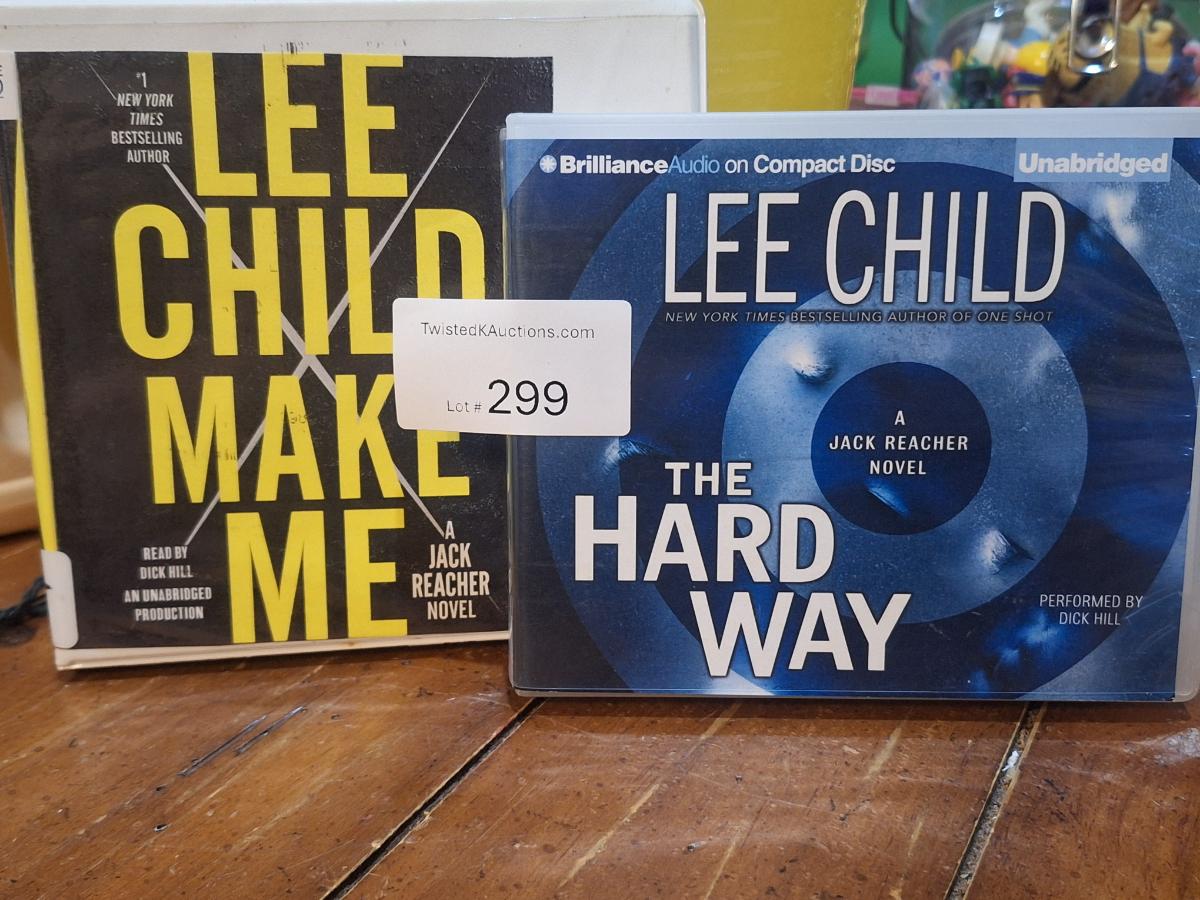 #1
NEW YORK
TIMES
BESTSELLING
AUTHOR
LEE
CHILD
MAKE
ME
READ BY
DICK HILL
AN UNABRIDGED
PRODUCTION
A
JACK
REACHER
NOVEL
TwistedKAuctions.com
Lot # 299
BrillianceAudio on Compact Disc
Unabridged
LEE CHILD
NEW YORK TIMES BESTSELLING AUTHOR OF ONE SHOT
A
JACK REACHER
NOVEL
THE
HARD
WAY
PERFORMED BY
DICK HILL